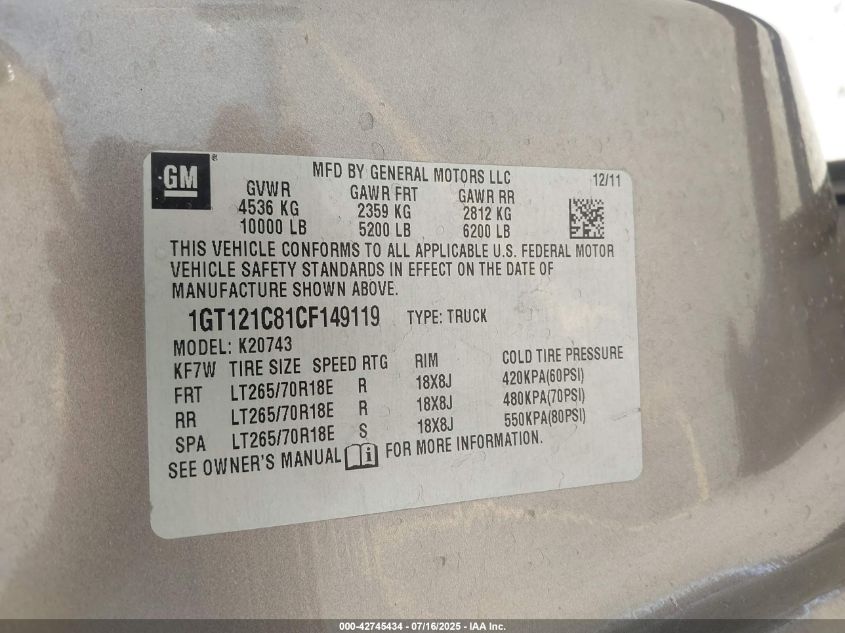 GM
MFD BY GENERAL MOTORS LLC
12/11
GVWR GAWR FRT GAWR RR
4536 KG 2359 KG 2812 KG
10000 LB 5200 LB 6200 LB
THIS VEHICLE CONFORMS TO ALL APPLICABLE U.S. FEDERAL MOTOR
VEHICLE SAFETY STANDARDS IN EFFECT ON THE DATE OF
MANUFACTURE SHOWN ABOVE.
1GT121C81CF149119 TYPE: TRUCK
MODEL: K20743
KF7W TIRE SIZE SPEED RTG RIM COLD TIRE PRESSURE
FRT LT265/70R18E R 18X8J 420KPA(60PSI)
RR LT265/70R18E R 18X8J 480KPA(70PSI)
SPA LT265/70R18E S 18X8J 550KPA(80PSI)
SEE OWNER'S MANUAL i FOR MORE INFORMATION.
000-42745434 - 07/16/2025 - IAA Inc.